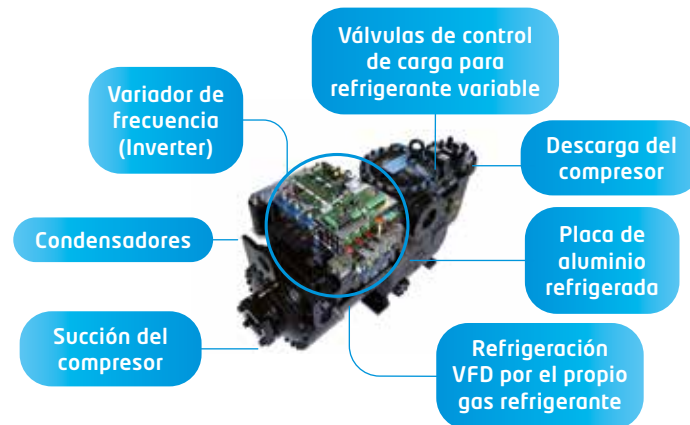 Válvulas de control
de carga para
refrigerante variable
Variador de
frecuencia
(Inverter)
Descarga del
compresor
Condensadores
Placa de
aluminio
refrigerada
Succión del
compresor
Refrigeración
VFD por el propio
gas refrigerante